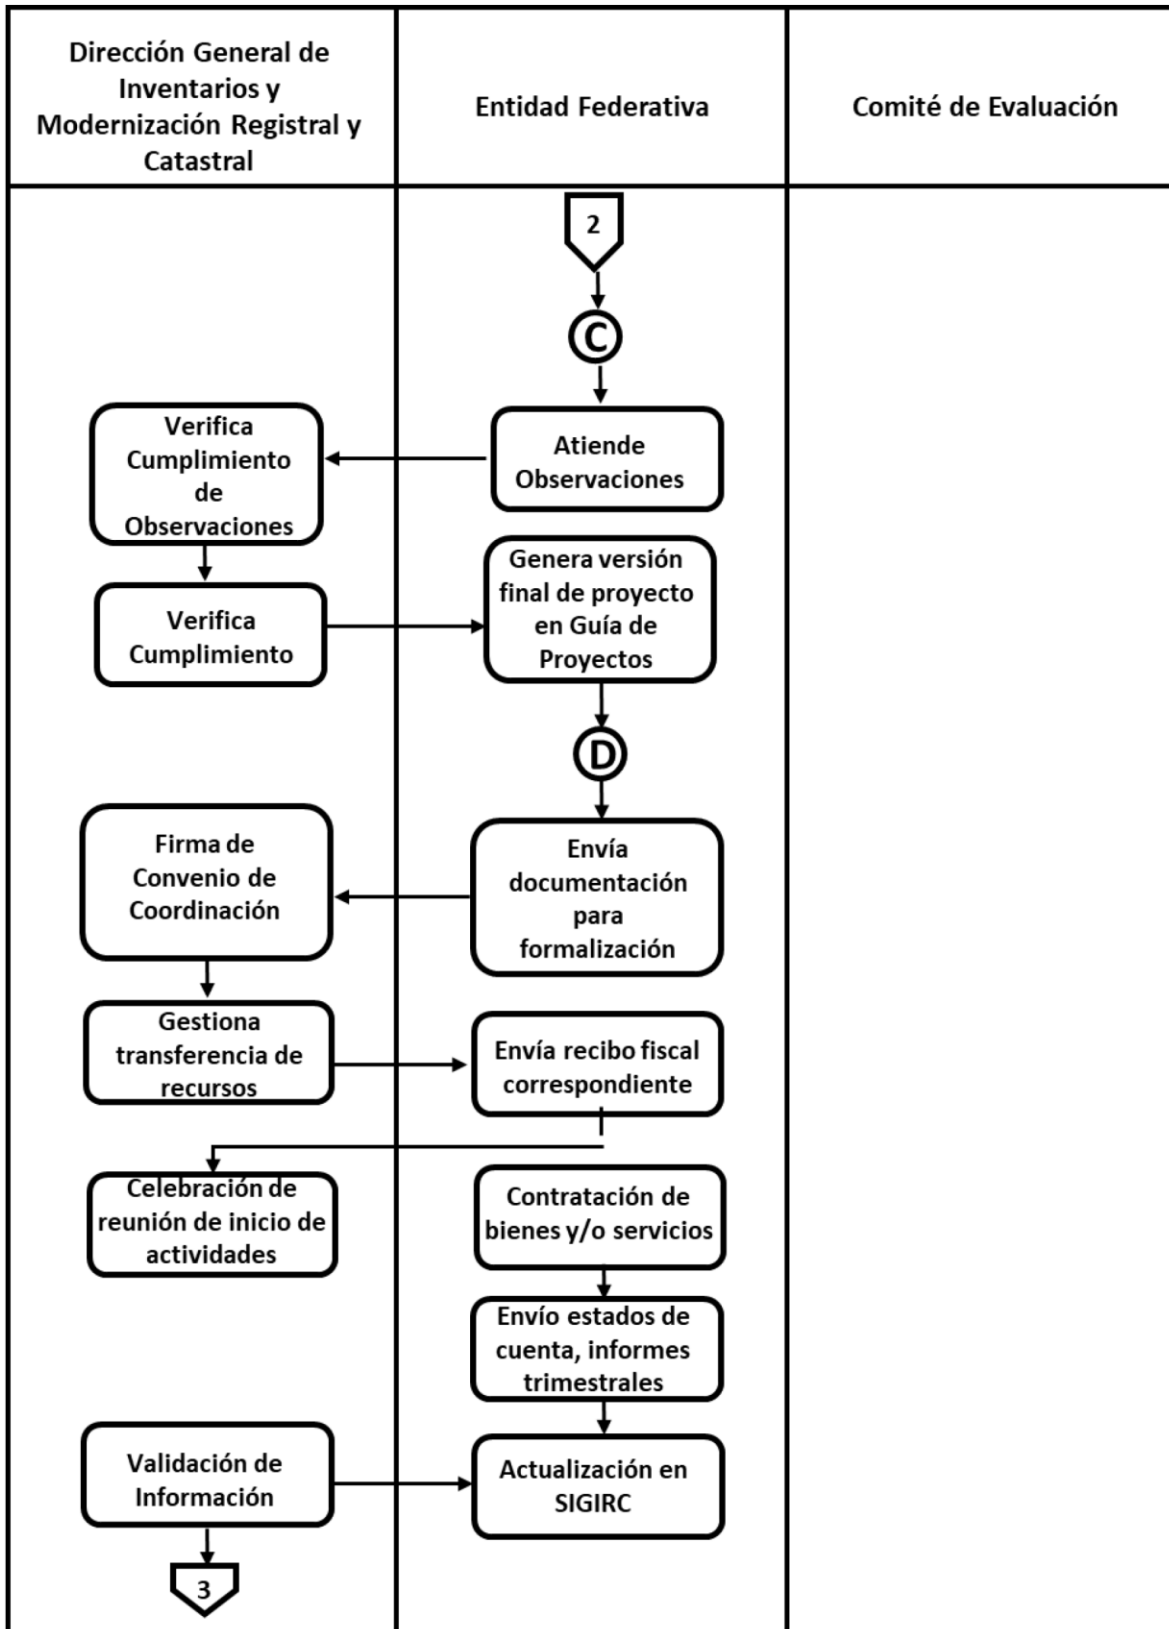 Dirección General de
Inventarios y
Modernización Registral y
Catastral
Entidad Federativa
Comité de Evaluación
2
C
Atiende
Observaciones
Verifica
Cumplimiento
de
Observaciones
Verifica
Cumplimiento
Genera versión
final de proyecto
en Guía de
Proyectos
D
Envía
documentación
para
formalización
Firma de
Convenio de
Coordinación
Gestiona
transferencia de
recursos
Envía recibo fiscal
correspondiente
Celebración de
reunión de inicio de
actividades
Contratación de
bienes y/o servicios
Envío estados de
cuenta, informes
trimestrales
Validación de
Información
Actualización en
SIGIRC
3